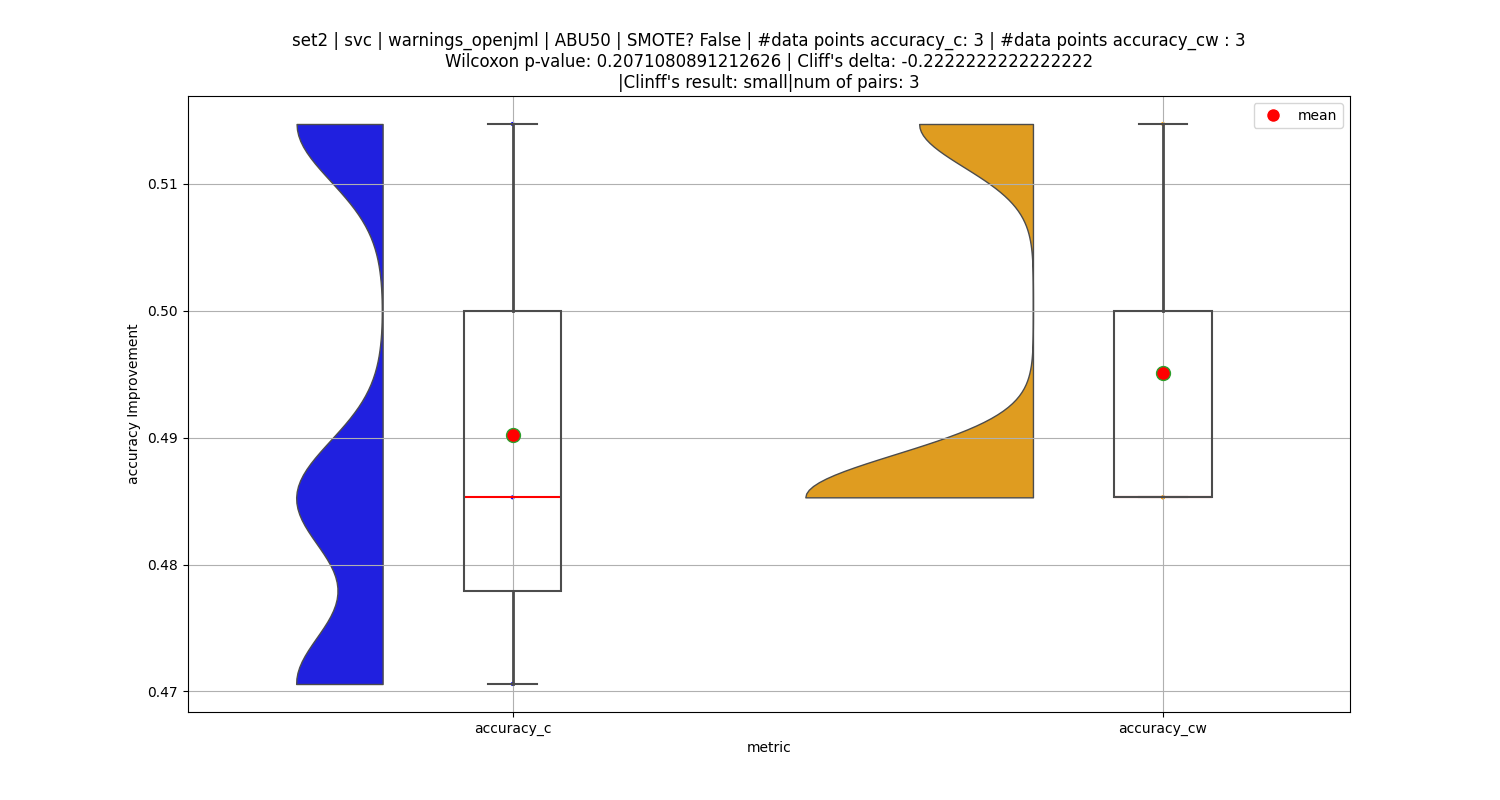 set2 | svc | warnings_openjml | ABU50 | SMOTE? False | #data points accuracy_c: 3 | #data points accuracy_cw : 3
Wilcoxon p-value: 0.2071080891212626 | Cliff's delta: -0.2222222222222222
|Clinff's result: small|num of pairs: 3
mean
0.51
0.50
0.49
0.48
0.47
accuracy Improvement
accuracy_c
accuracy_cw
metric